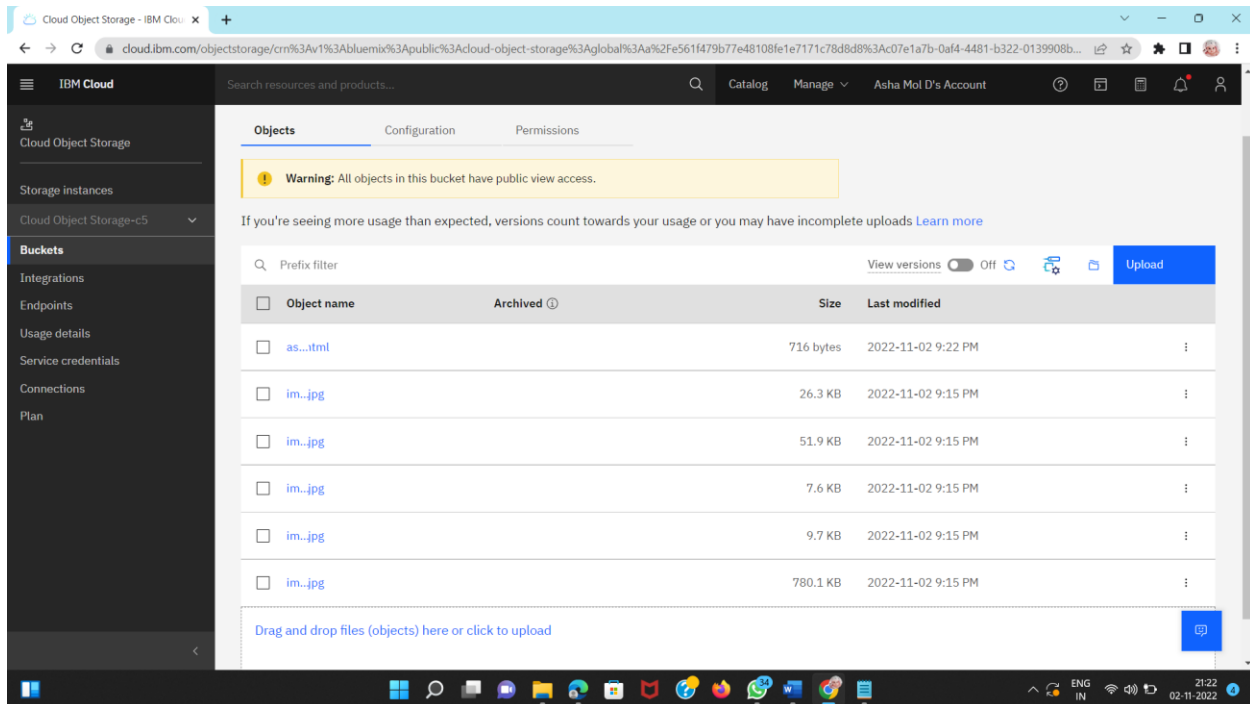 Cloud Object Storage - IBM Clou
cloud.ibm.com/objectstorage/crn%3Av1%3Abluemix%3Apublic%3Acloud-object-storage%3Aglobal%3Aa%2Fe561f479b77e48108fe1e7171c78d8d8%3Ac07e1a7b-0af4-4481-b322-0139908b...
IBM Cloud
Search resources and products...
Catalog
Manage
Asha Mol D's Account
Cloud Object Storage
Storage instances
Cloud Object Storage-c5
Buckets
Integrations
Endpoints
Usage details
Service credentials
Connections
Plan
Objects Configuration Permissions
Warning: All objects in this bucket have public view access.
If you're seeing more usage than expected, versions count towards your usage or you may have incomplete uploads Learn more
Prefix filter View versions Off Upload
Object name Archived Size Last modified
as...ıtml 716 bytes 2022-11-02 9:22 PM
im...jpg 26.3 KB 2022-11-02 9:15 PM
im...jpg 51.9 KB 2022-11-02 9:15 PM
im...jpg 7.6 KB 2022-11-02 9:15 PM
im...jpg 9.7 KB 2022-11-02 9:15 PM
im...jpg 780.1 KB 2022-11-02 9:15 PM
Drag and drop files (objects) here or click to upload
34
ENG
IN
21:22
02-11-2022
4